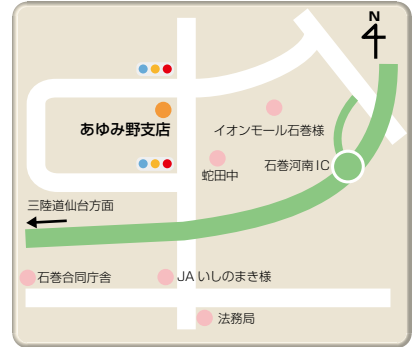 N
あゆみ野支店
イオンモール石巻様
石巻河南IC
蛇田中
三陸道仙台方面
石巻合同庁舎
JAいしのまき様
法務局